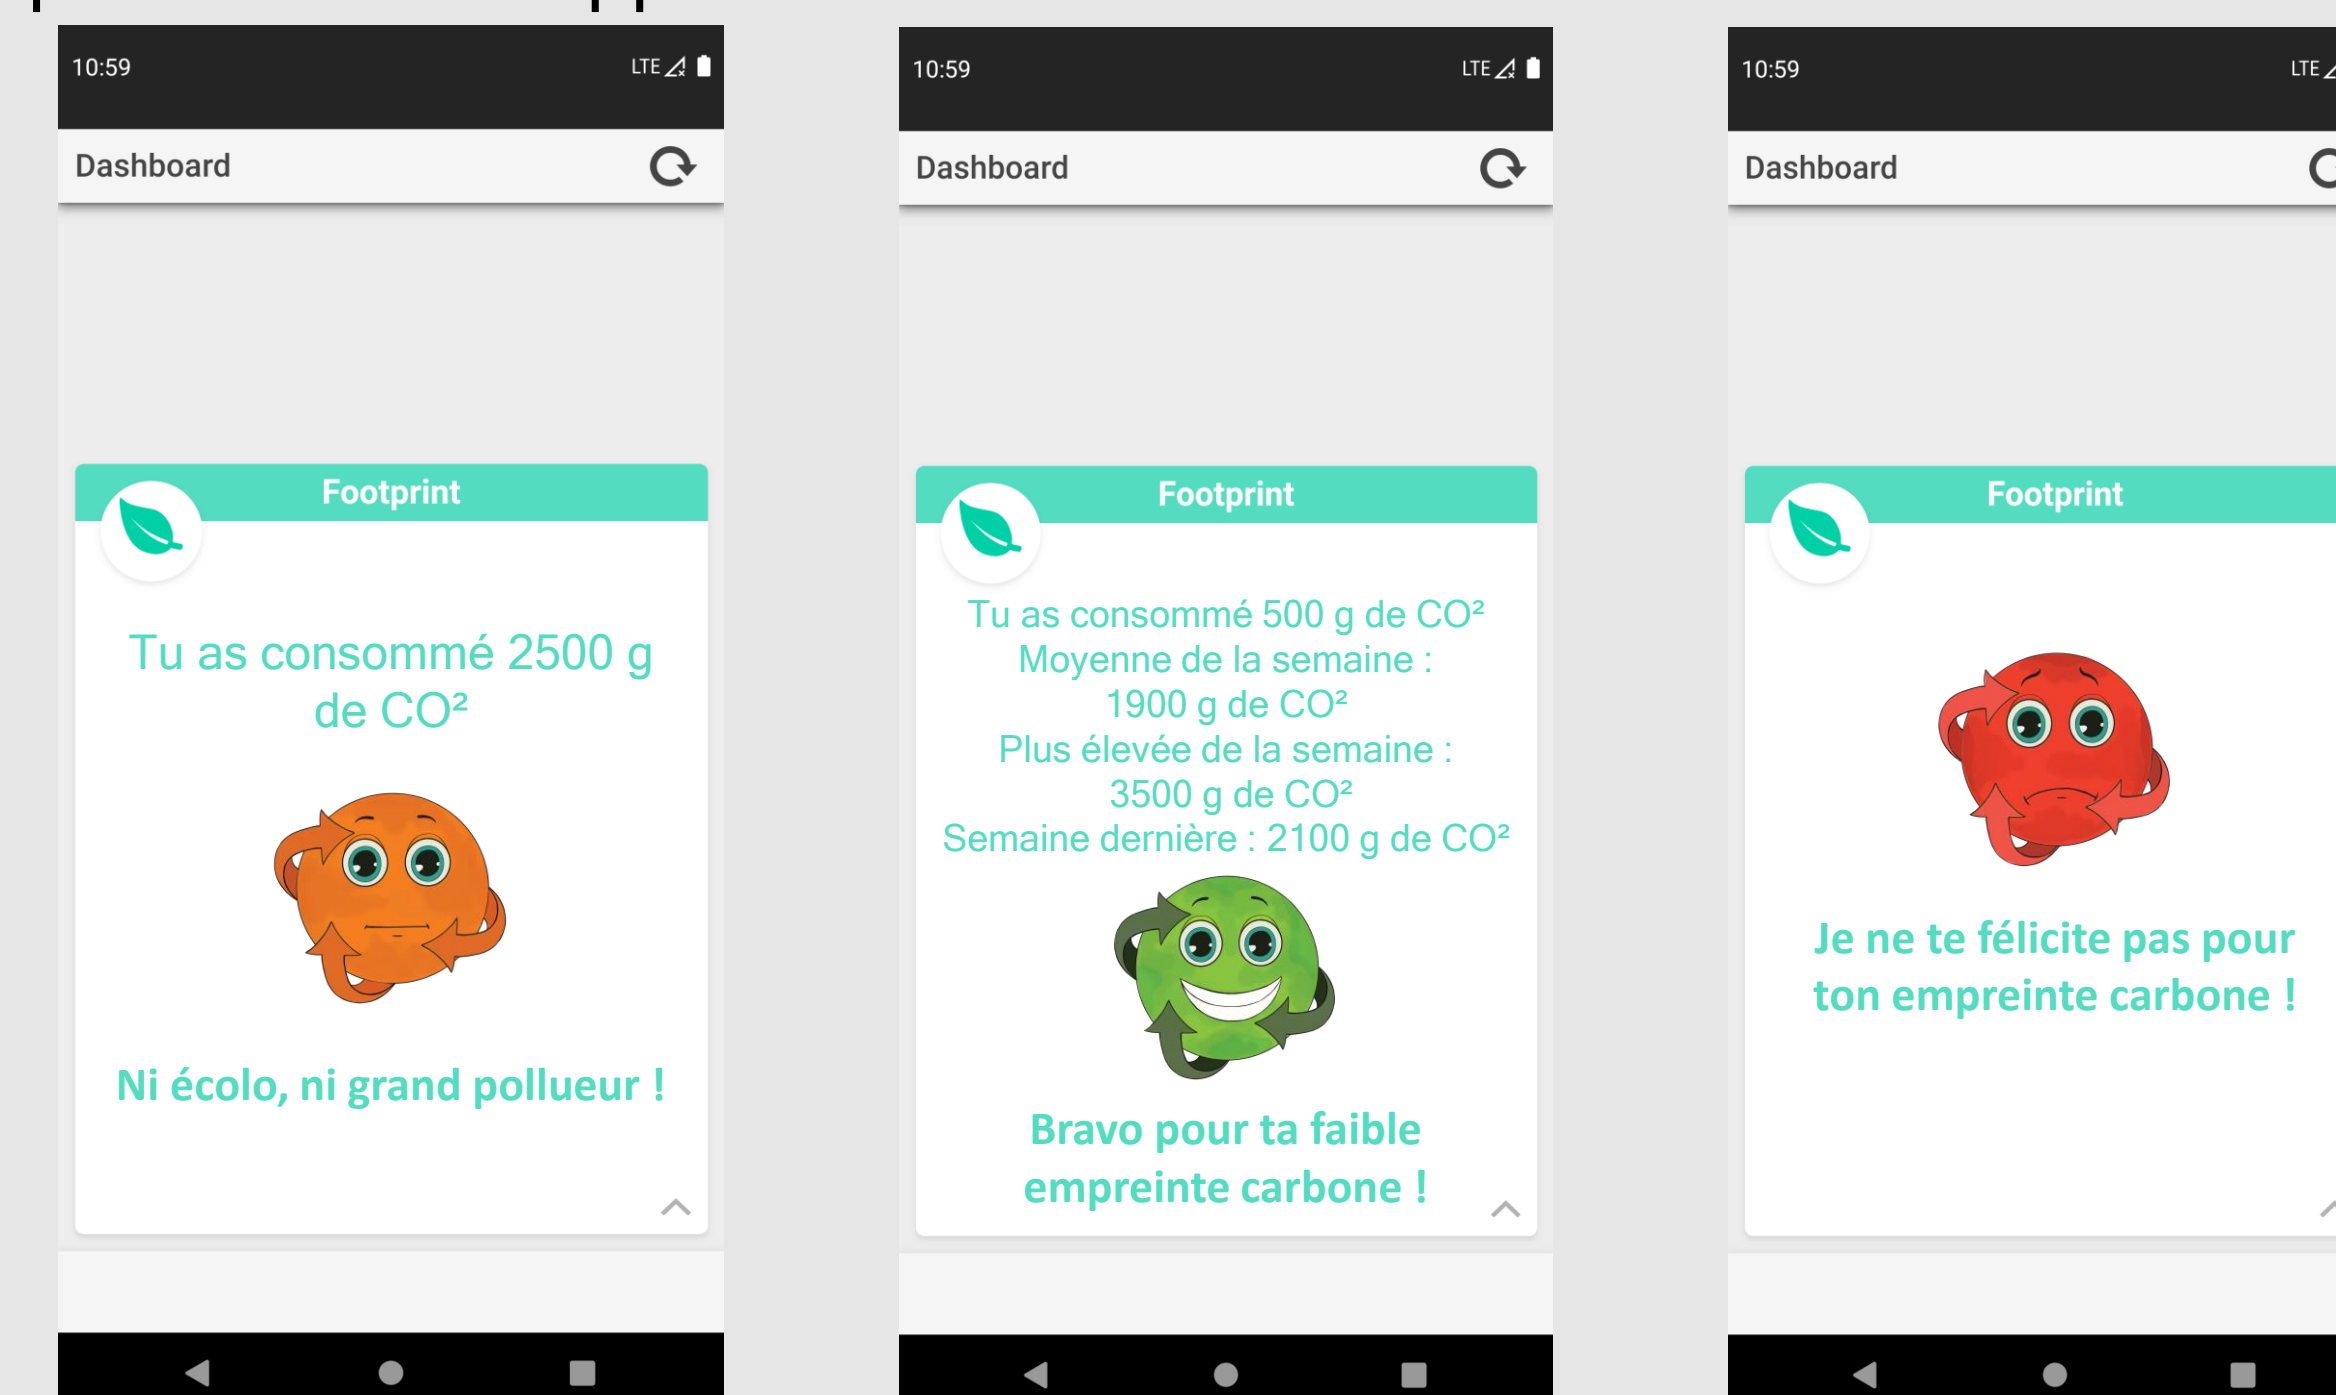 10:59
LTE
Dashboard
Footprint
Tu as consommé 2500 g
de CO²
Ni écolo, ni grand pollueur !
10:59
LTE
Dashboard
Footprint
Tu as consommé 500 g de CO²
Moyenne de la semaine :
1900 g de CO²
Plus élevée de la semaine :
3500 g de CO²
Semaine dernière : 2100 g de CO²
Bravo pour ta faible
empreinte carbone !
10:59
LTE
Dashboard
Footprint
Je ne te félicite pas pour
ton empreinte carbone !